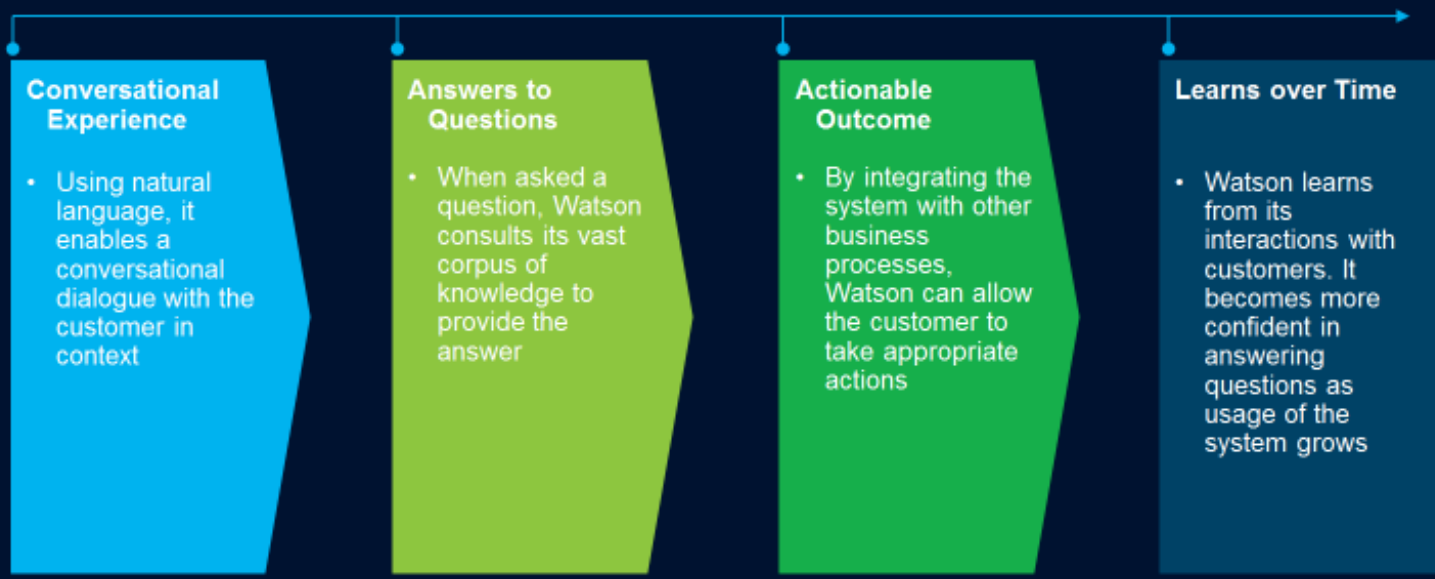 Conversational
Experience
• Using natural
language, it
enables a
conversational
dialogue with the
customer in
context
Answers to
Questions
• When asked a
question, Watson
consults its vast
corpus of
knowledge to
provide the
answer
Actionable
Outcome
• By integrating the
system with other
business
processes,
Watson can allow
the customer to
take appropriate
actions
Learns over Time
• Watson learns
from its
interactions with
customers. It
becomes more
confident in
answering
questions as
usage of the
system grows